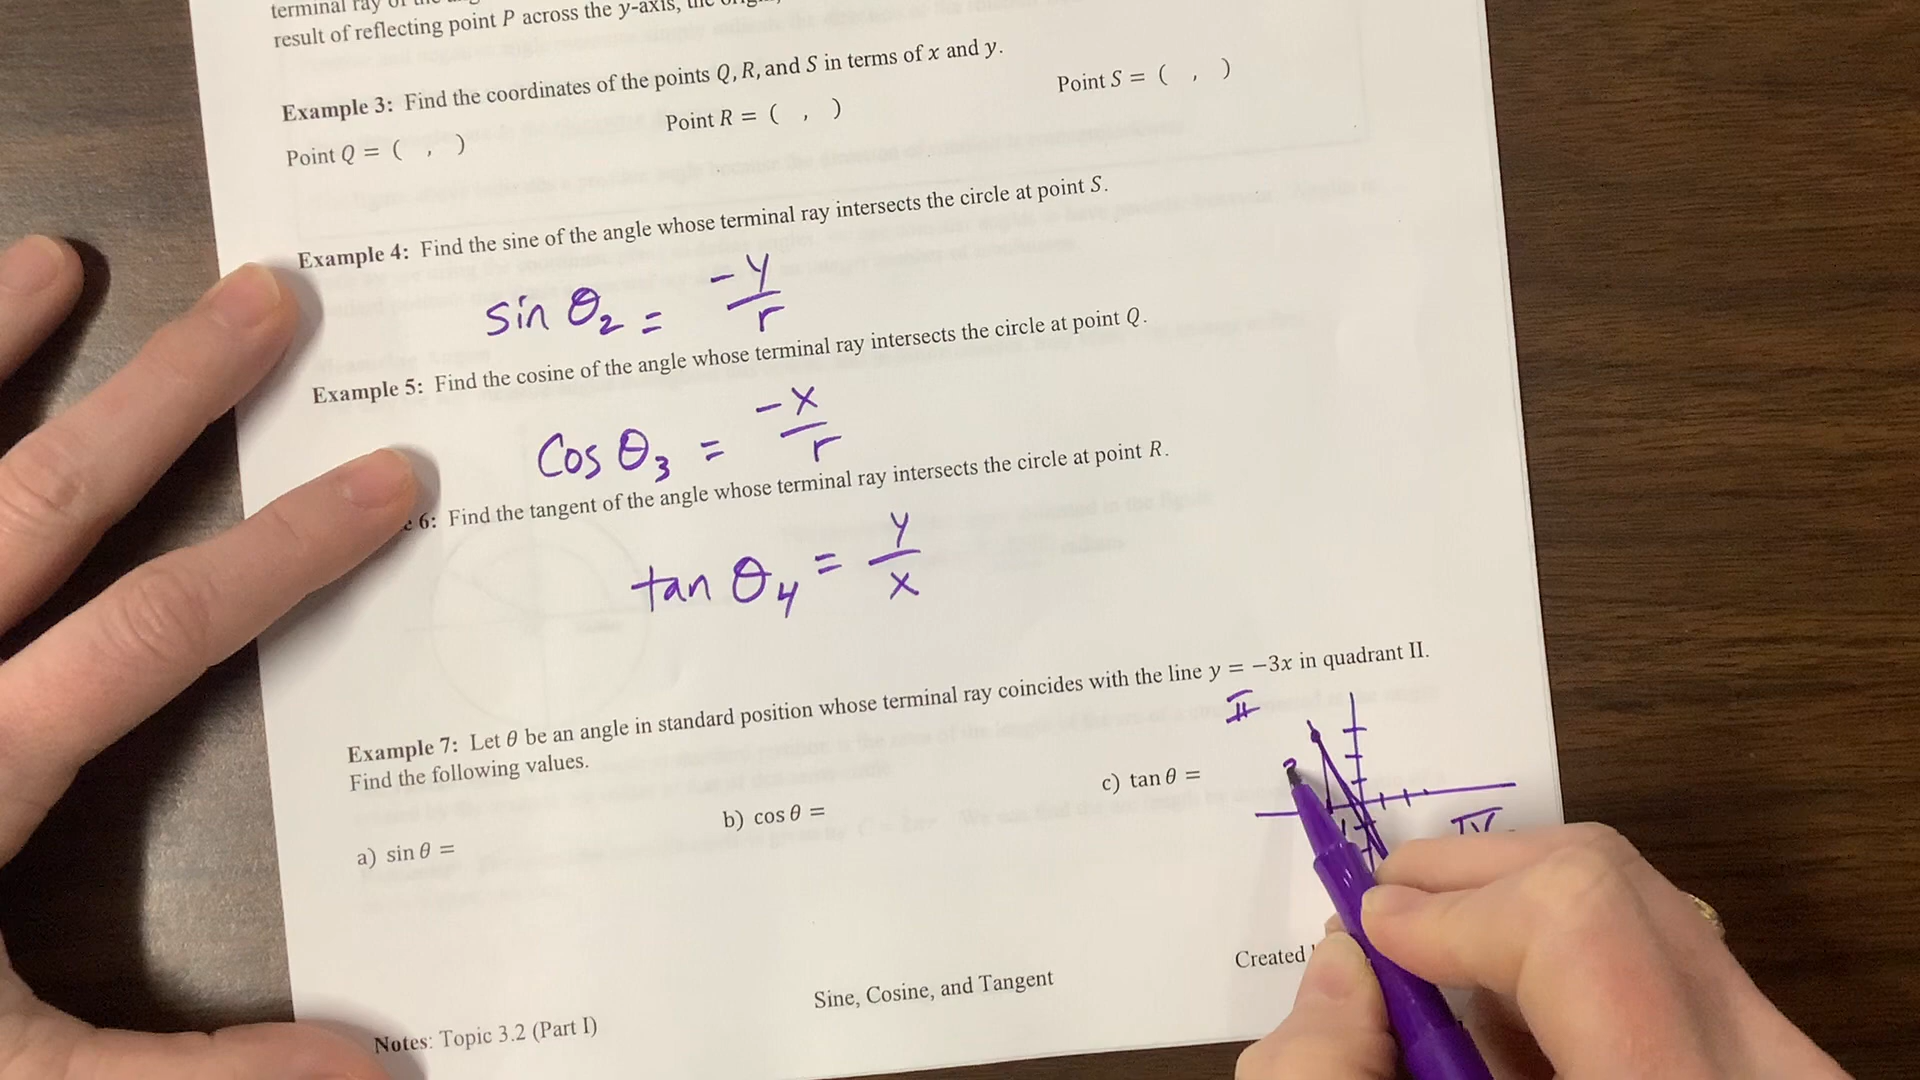 terminal ray of the
result of reflecting point P across the y-axis, the
Example 3: Find the coordinates of the points Q, R, and S in terms of x and y.
Point Q = ( , ) Point R = ( , ) Point S = ( , )
Example 4: Find the sine of the angle whose terminal ray intersects the circle at point S.
sin θ₂ = -y/r
Example 5: Find the cosine of the angle whose terminal ray intersects the circle at point Q.
cos θ₃ = -x/r
e 6: Find the tangent of the angle whose terminal ray intersects the circle at point R.
tan θ₄ = y/x
Example 7: Let θ be an angle in standard position whose terminal ray coincides with the line y = −3x in quadrant II.
Find the following values.
II
IV
a) sin θ = b) cos θ = c) tan θ =
Created
Notes: Topic 3.2 (Part I) Sine, Cosine, and Tangent